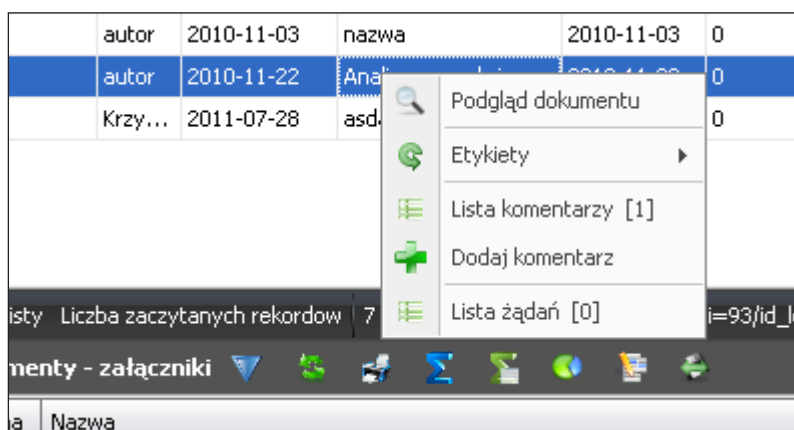 autor 2010-11-03 nazwa 2010-11-03 0
autor 2010-11-22 0
Krzy... 2011-07-28 0
Podgląd dokumentu
Etykiety
Lista komentarzy [1]
Dodaj komentarz
Lista żądań [0]
Liczba zaczytanych rekordow 7
załączniki
Nazwa